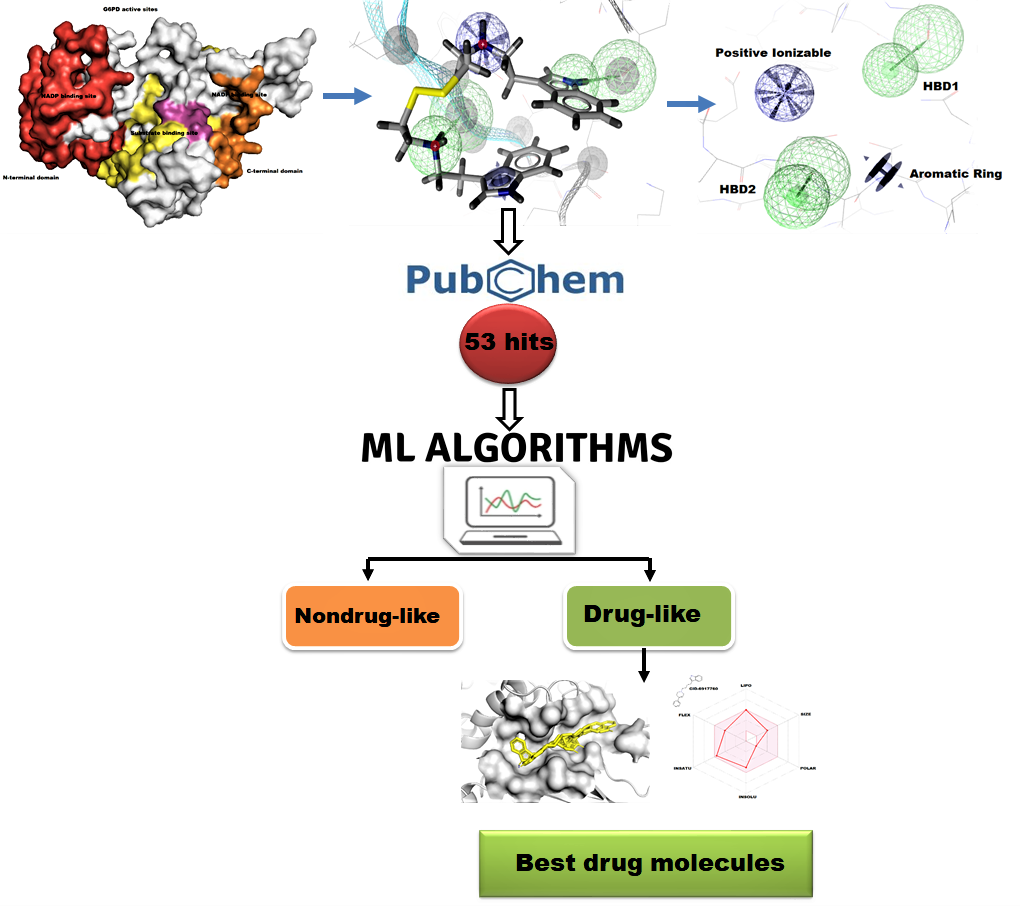 G6PD active sites
NADP binding site
NADP binding site
Substrate binding site
N-terminal domain
C-terminal domain
Positive Ionizable
HBD1
HBD2
Aromatic Ring
PubChem
53 hits
ML ALGORITHMS
Nondrug-like
Drug-like
CID-6917760
LIPO
FLEX
SIZE
INSATU
POLAR
INSOLU
Best drug molecules